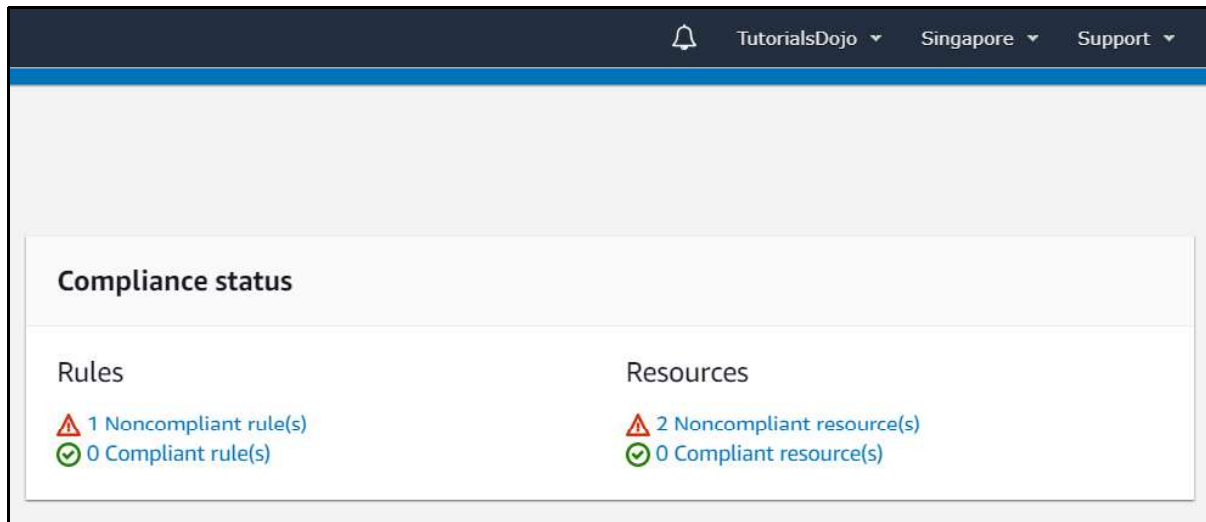 TutorialsDojo Singapore Support
Compliance status
Rules
1 Noncompliant rule(s)
0 Compliant rule(s)
Resources
2 Noncompliant resource(s)
0 Compliant resource(s)